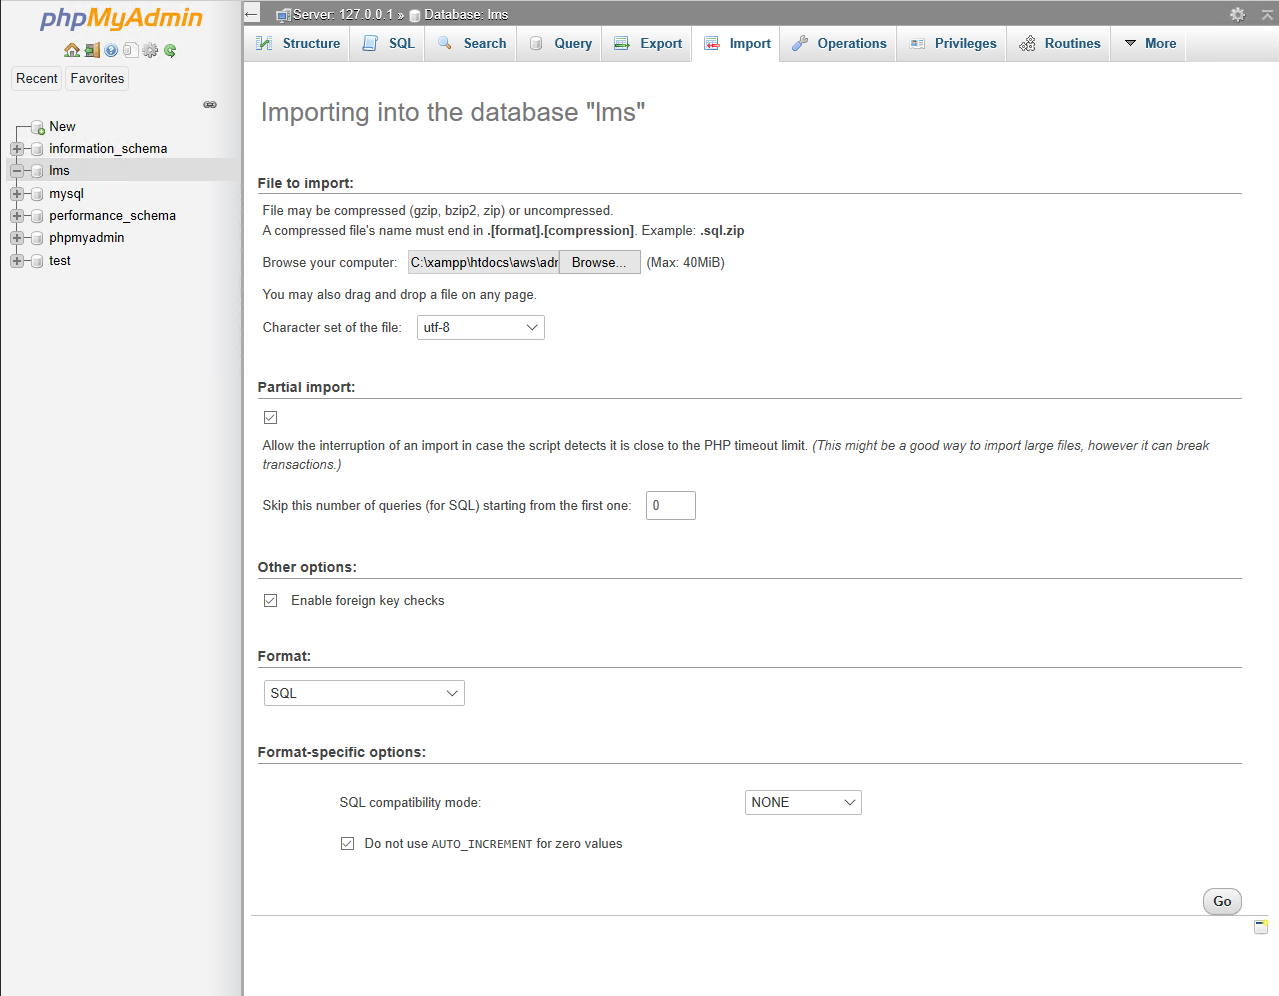 phpMyAdmin
Recent Favorites
New
information_schema
lms
mysql
performance_schema
phpmyadmin
test
Server: 127.0.0.1 » Database: lms
Structure SQL Search Query Export Import Operations Privileges Routines More
Importing into the database "lms"
File to import:
File may be compressed (gzip, bzip2, zip) or uncompressed.
A compressed file's name must end in .[format].[compression]. Example: .sql.zip
Browse your computer: C:\xampp\htdocs\aws\adr Browse... (Max: 40MiB)
You may also drag and drop a file on any page.
Character set of the file: utf-8
Partial import:
Allow the interruption of an import in case the script detects it is close to the PHP timeout limit. (This might be a good way to import large files, however it can break
transactions.)
Skip this number of queries (for SQL) starting from the first one: 0
Other options:
Enable foreign key checks
Format:
SQL
Format-specific options:
SQL compatibility mode: NONE
Do not use AUTO_INCREMENT for zero values
Go